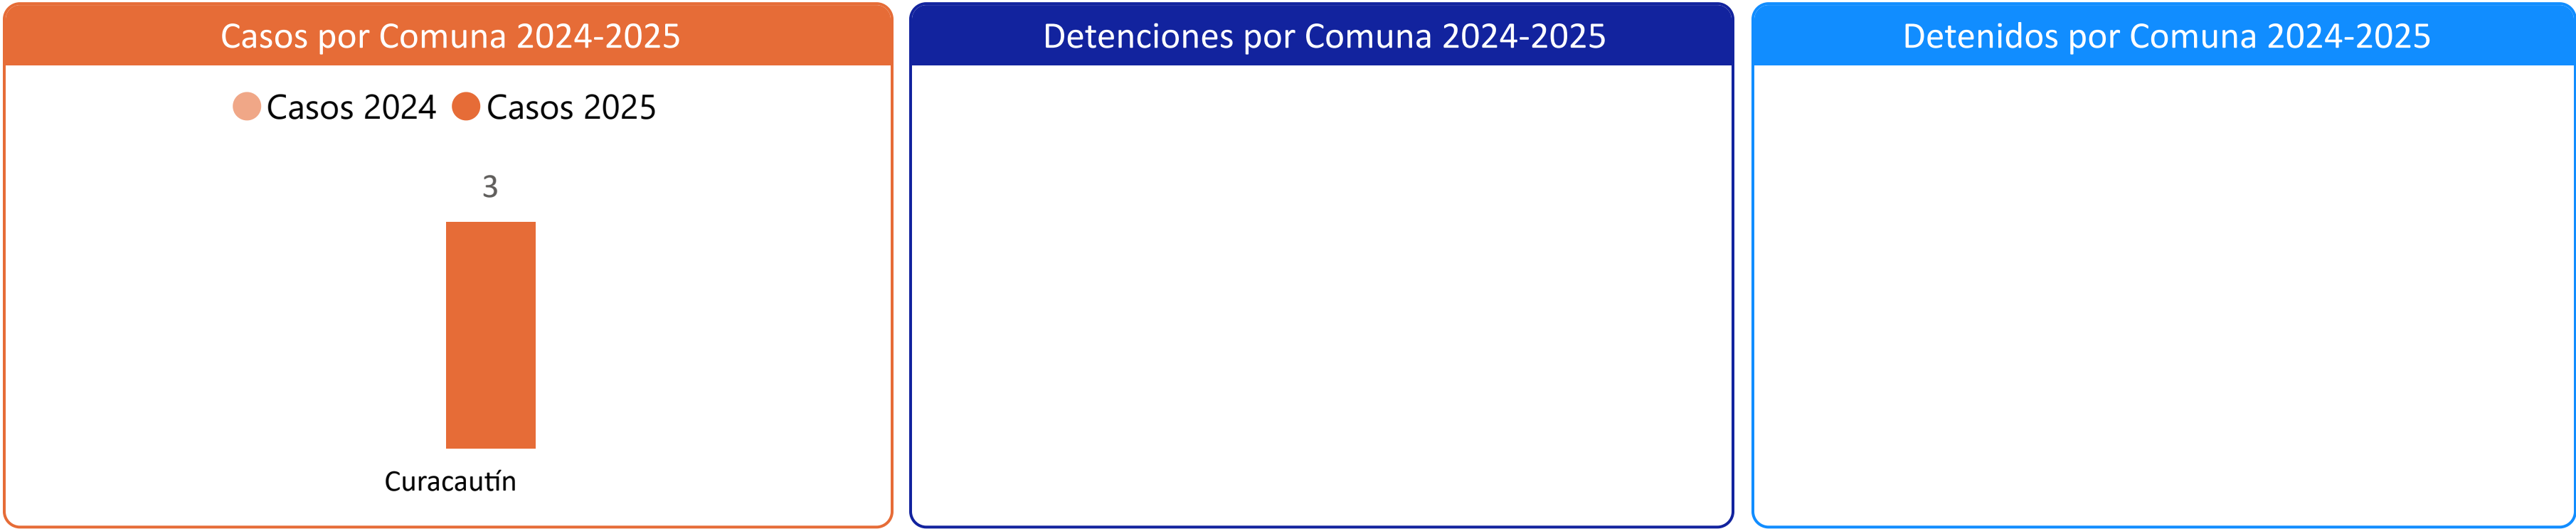 Casos por Comuna 2024-2025
Casos 2024 Casos 2025
3
Curacautín
Detenciones por Comuna 2024-2025
Detenidos por Comuna 2024-2025